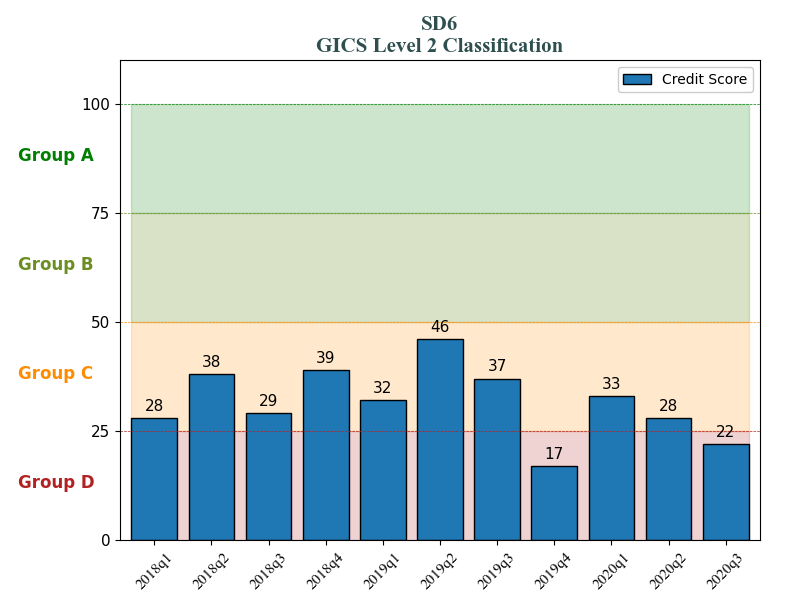 SD6
GICS Level 2 Classification
Credit Score
100
Group A
75
Group B
50
46
39
38
37
Group C
33
32
29
28
28
25
22
17
Group D
0
2018q1 2018q2 2018q3 2018q4 2019q1 2019q2 2019q3 2019q4 2020q1 2020q2 2020q3